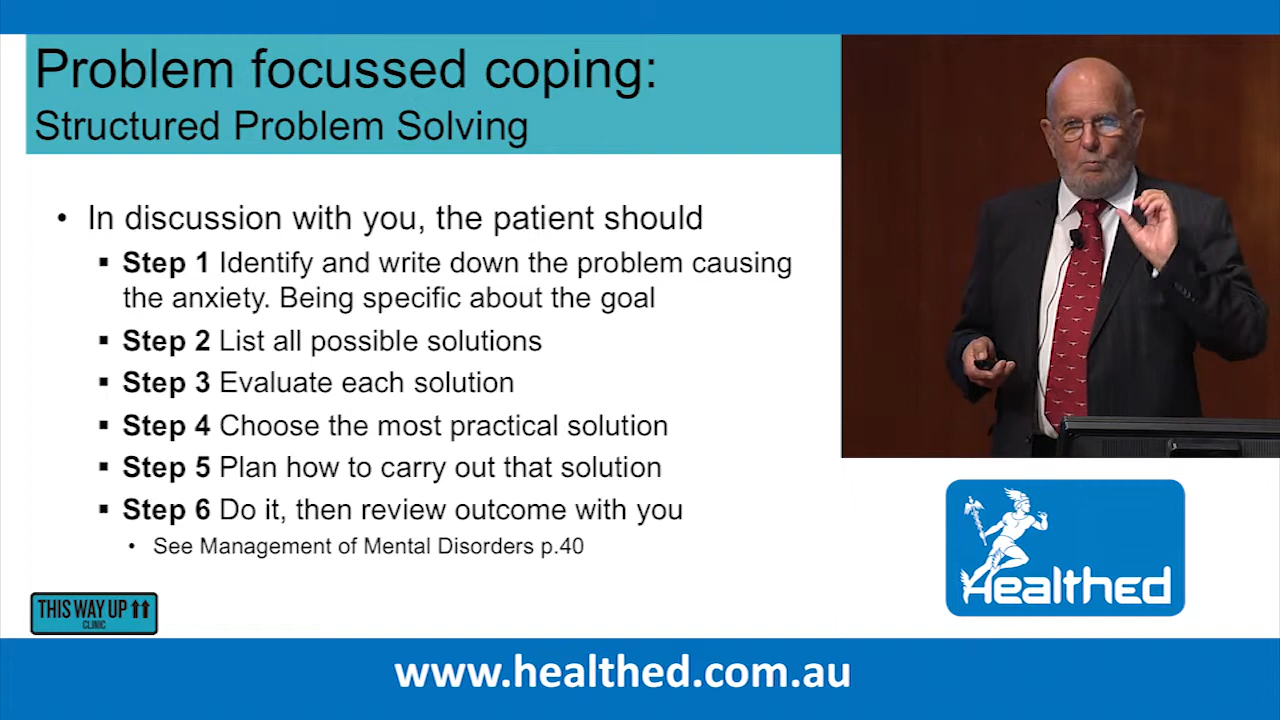 Problem focussed coping:
Structured Problem Solving
• In discussion with you, the patient should
▪ Step 1 Identify and write down the problem causing
the anxiety. Being specific about the goal
▪ Step 2 List all possible solutions
▪ Step 3 Evaluate each solution
▪ Step 4 Choose the most practical solution
▪ Step 5 Plan how to carry out that solution
▪ Step 6 Do it, then review outcome with you
• See Management of Mental Disorders p.40
THIS WAY UP
CLINIC
Healthed
www.healthed.com.au